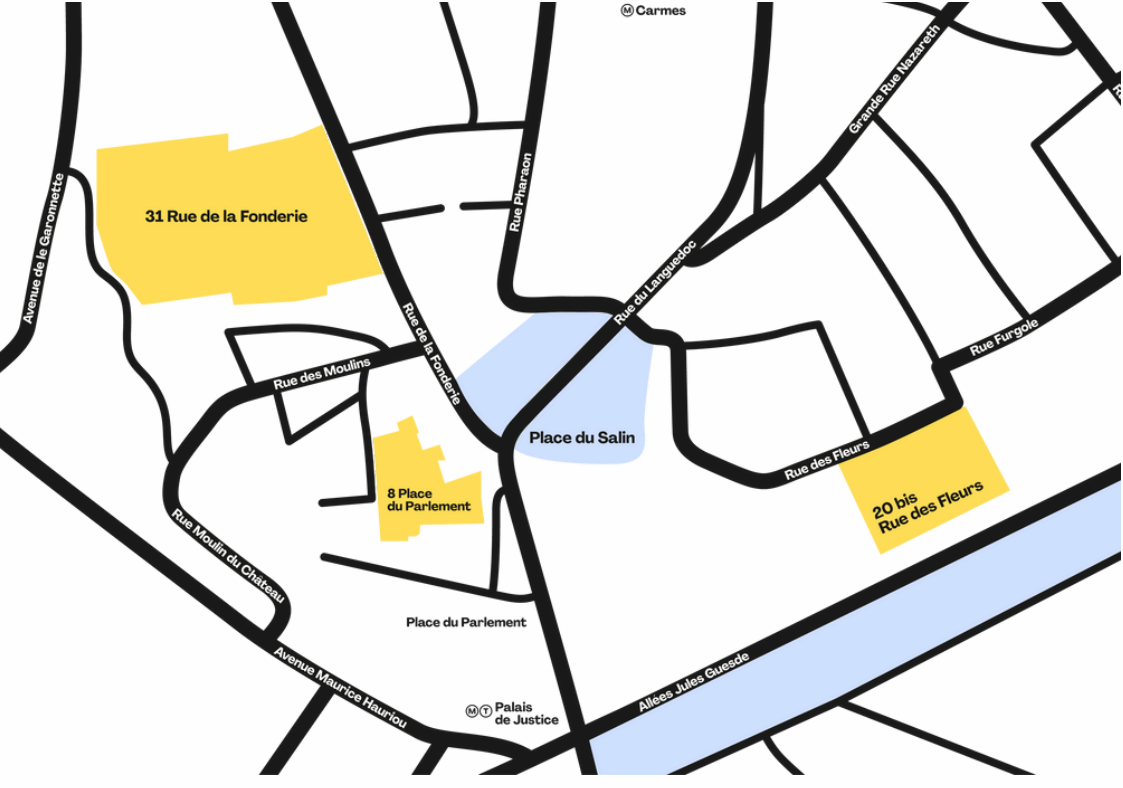 Ⓜ Carmes
Grande Rue Nazareth
31 Rue de la Fonderie
Rue Pharaon
Avenue de le Garonnette
Rue du Languedoc
Rue de la Fonderie
Rue Furgole
Rue des Moulins
Place du Salin
Rue des Fleurs
8 Place
du Parlement
20 bis
Rue des Fleurs
Rue Moulin du Château
Place du Parlement
Avenue Maurice Hauriou
Allées Jules Guesde
Ⓜ Ⓣ Palais
de Justice